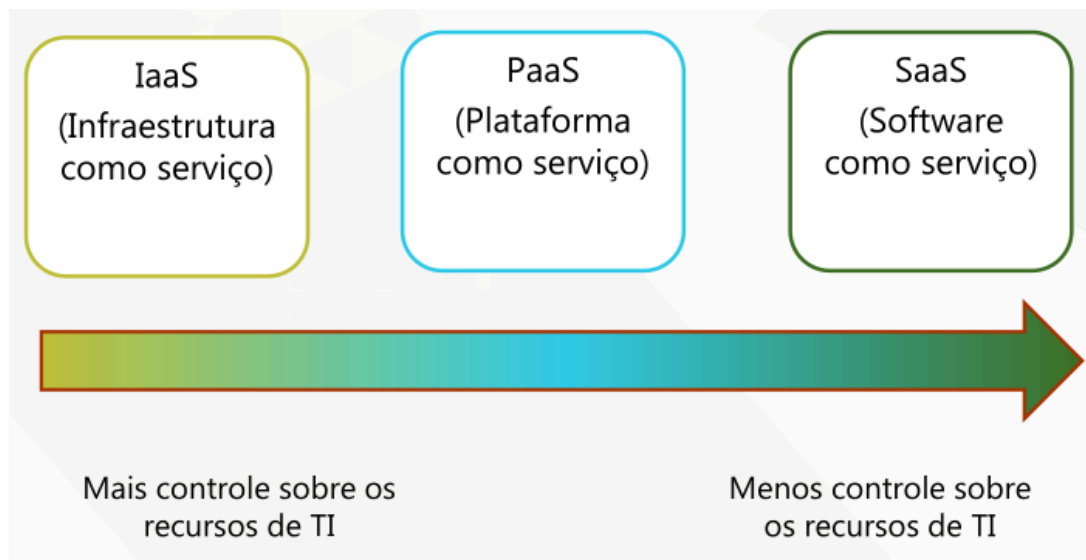 IaaS
(Infraestrutura
como serviço)
PaaS
(Plataforma
como serviço)
SaaS
(Software
como serviço)
Mais controle sobre os
recursos de TI
Menos controle sobre
os recursos de TI